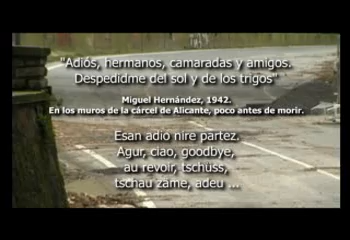 "Adiós, hermanos, camaradas y amigos.
Despedidme del sol y de los trigos"
Miguel Hernández, 1942.
En los muros de la cárcel de Alicante, poco antes de morir.
Esan adió nire partez.
Agur, ciao, goodbye,
au revoir, tschüss,
tschau zame, adeu ...